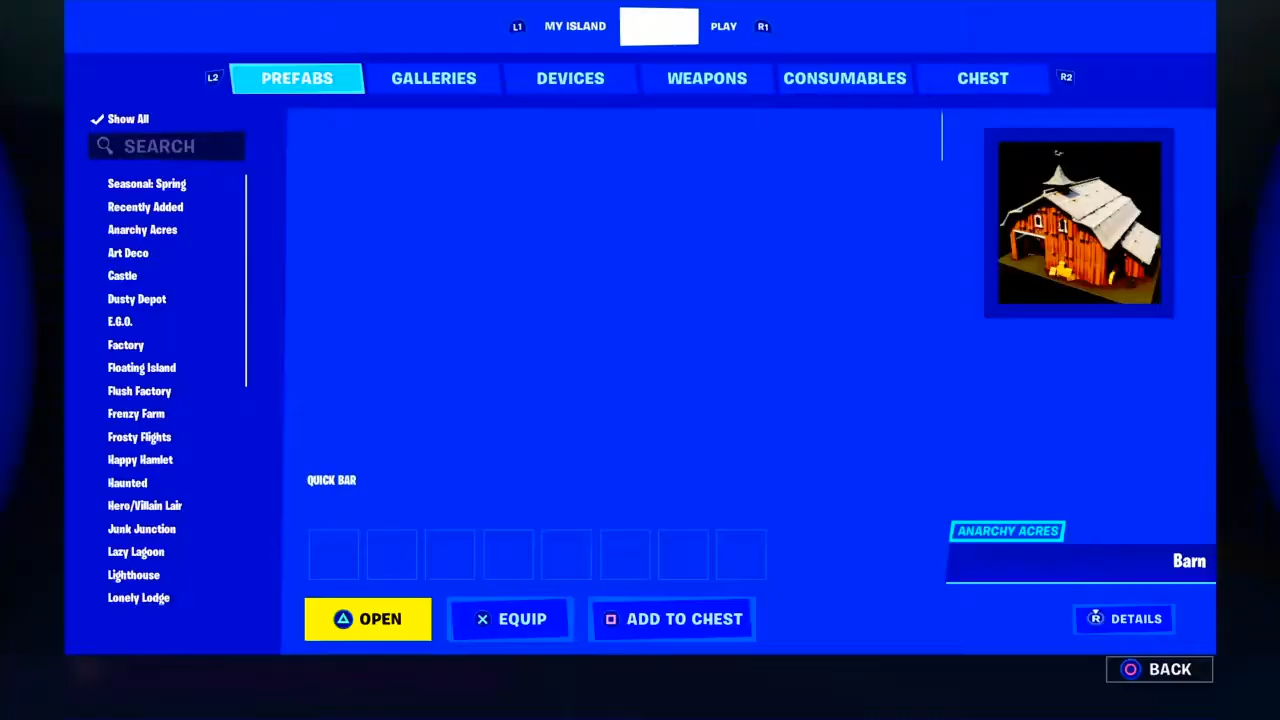 L1 MY ISLAND PLAY R1
L2 PREFABS GALLERIES DEVICES WEAPONS CONSUMABLES CHEST R2
Show All
SEARCH
Seasonal: Spring
Recently Added
Anarchy Acres
Art Deco
Castle
Dusty Depot
E.G.O.
Factory
Floating Island
Flush Factory
Frenzy Farm
Frosty Flights
Happy Hamlet
Haunted
Hero/Villain Lair
Junk Junction
Lazy Lagoon
Lighthouse
Lonely Lodge
QUICK BAR
ANARCHY ACRES
Barn
OPEN EQUIP ADD TO CHEST R DETAILS
BACK